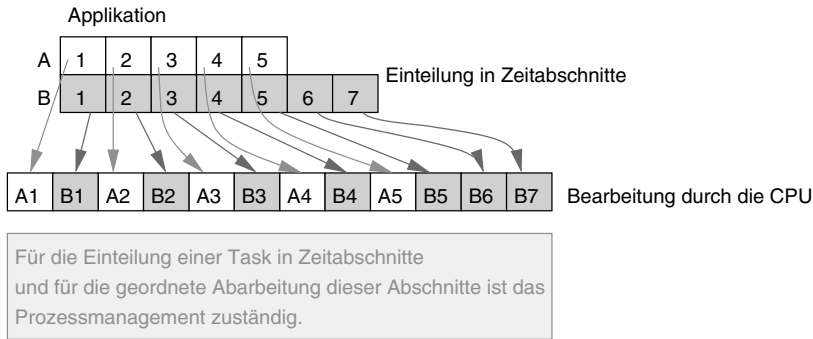 Applikation
A 1 2 3 4 5
Einteilung in Zeitabschnitte
B 1 2 3 4 5 6 7
A1 B1 A2 B2 A3 B3 A4 B4 A5 B5 B6 B7 Bearbeitung durch die CPU
Für die Einteilung einer Task in Zeitabschnitte
und für die geordnete Abarbeitung dieser Abschnitte ist das
Prozessmanagement zuständig.